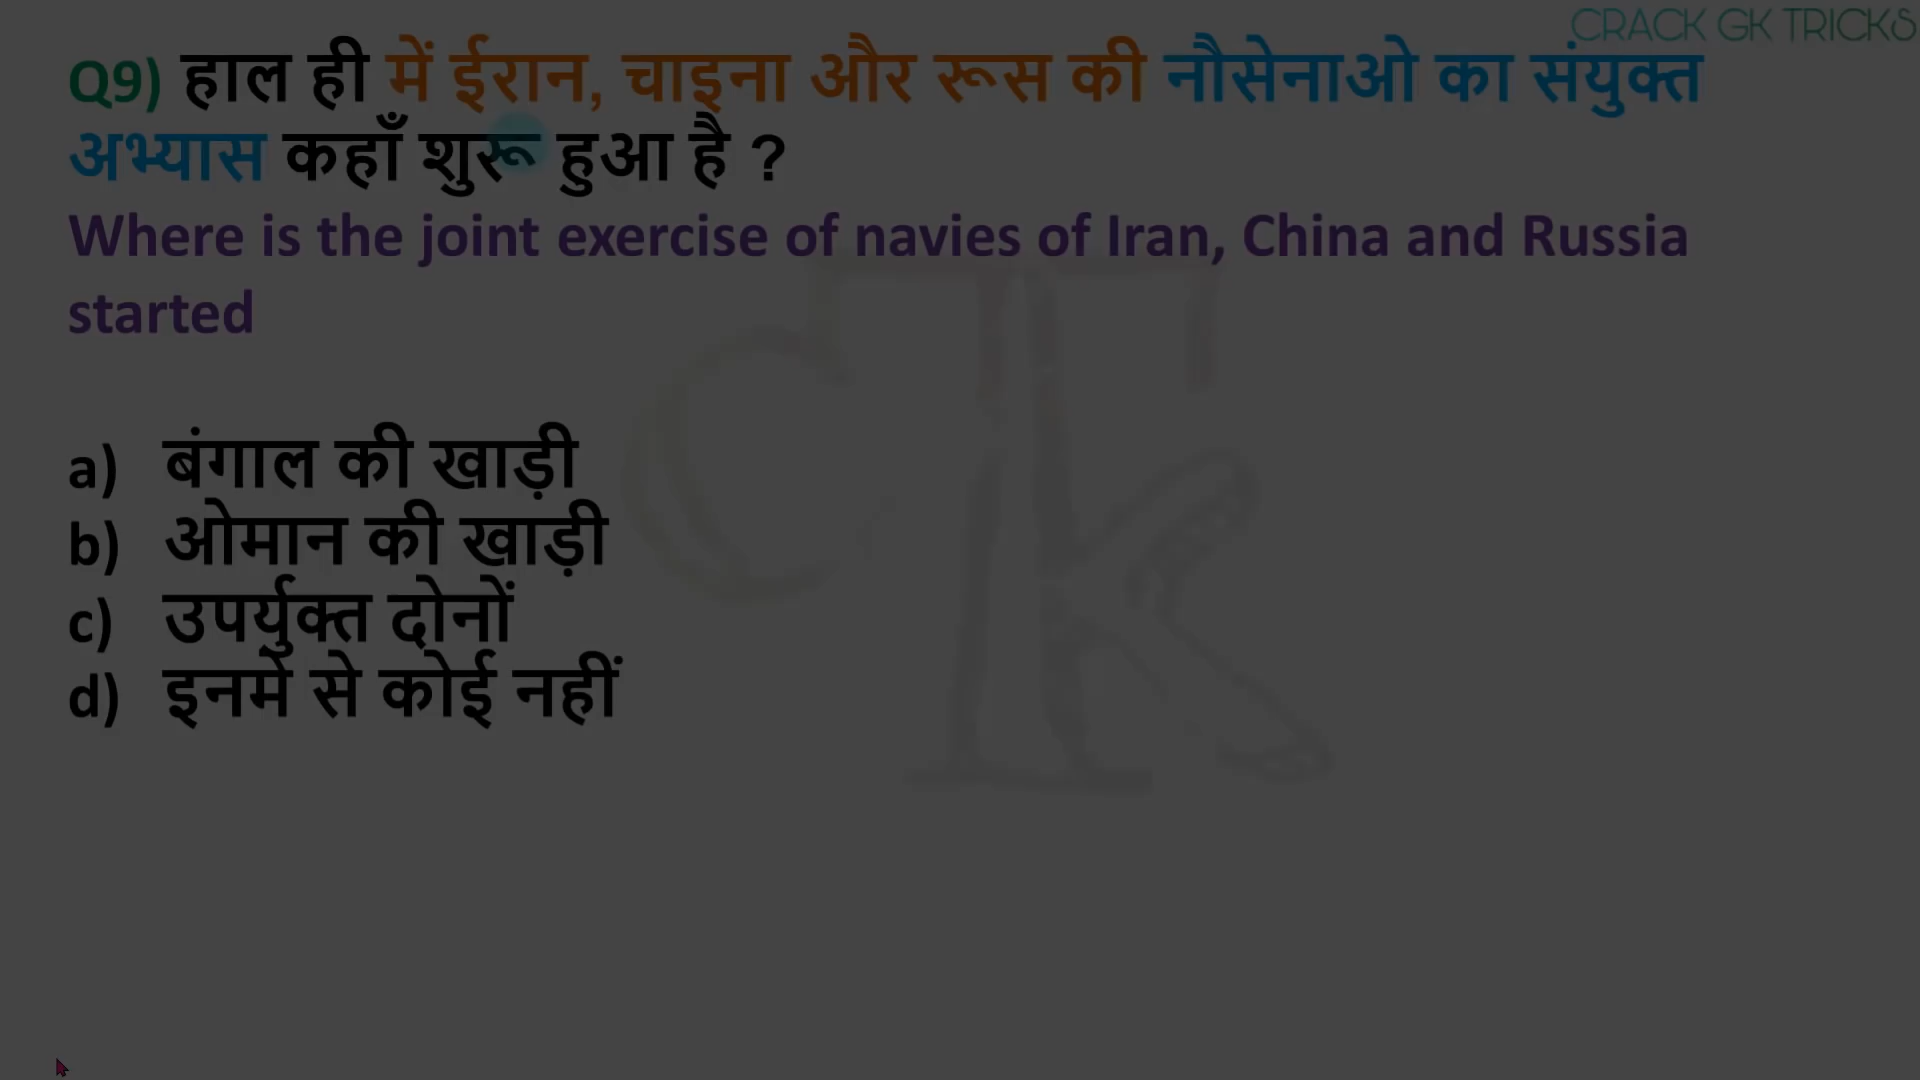 CRACK GK TRICKS
Q9) हाल ही में ईरान, चाइना और रूस की नौसेनाओ का संयुक्त
अभ्यास कहाँ शुरू हुआ है ?
Where is the joint exercise of navies of Iran, China and Russia
started
a) बंगाल की खाड़ी
b) ओमान की खाड़ी
c) उपर्युक्त दोनों
d) इनमे से कोई नहीं